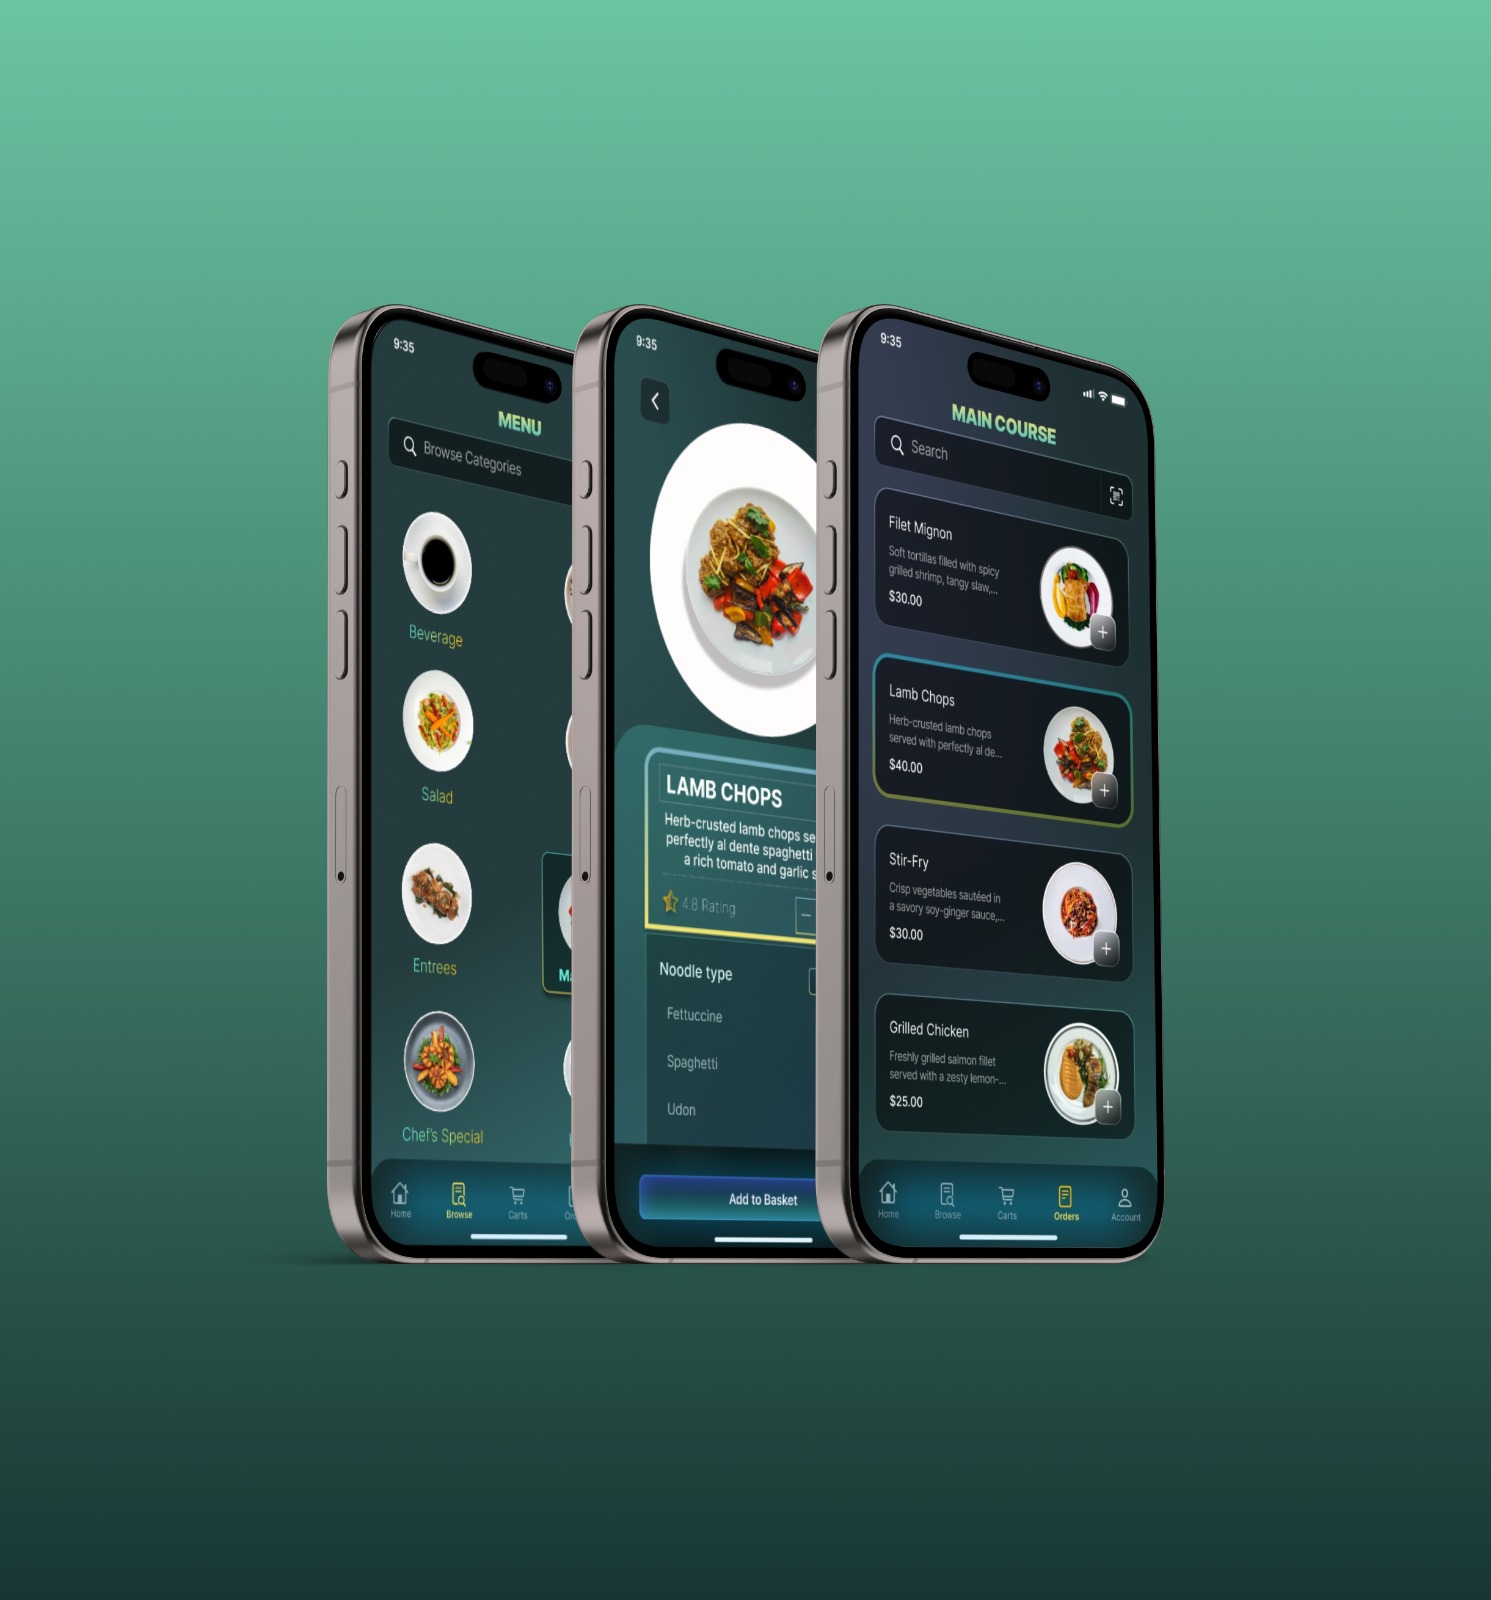 9:35
MENU
Browse Categories
Beverage
Salad
Entrees
Chef's Special
Home
Browse
Carts
9:35
LAMB CHOPS
Herb-crusted lamb chops se
perfectly al dente spaghetti
a rich tomato and garlic s
4.8 Rating
Noodle type
Fettuccine
Spaghetti
Udon
Add to Basket
9:35
MAIN COURSE
Search
Filet Mignon
Soft tortillas filled with spicy
grilled shrimp, tangy slaw,...
$30.00
Lamb Chops
Herb-crusted lamb chops
served with perfectly al de...
$40.00
Stir-Fry
Crisp vegetables sautéed in
a savory soy-ginger sauce,...
$30.00
Grilled Chicken
Freshly grilled salmon fillet
served with a zesty lemon-...
$25.00
Home
Browse
Carts
Orders
Account